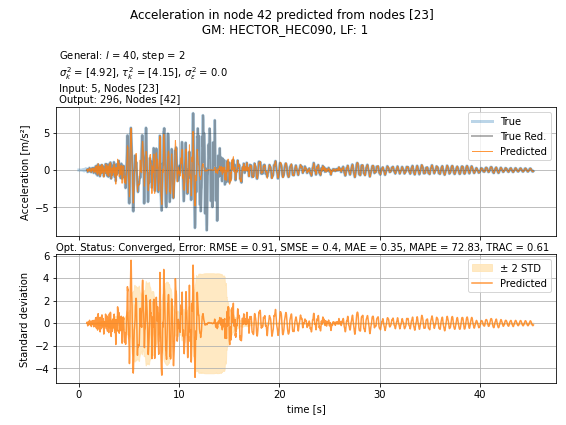 Acceleration in node 42 predicted from nodes [23]
GM: HECTOR_HEC090, LF: 1
General: l = 40, step = 2
σ²ₖ = [4.92], τ²ₖ = [4.15], σ²ε = 0.0
Input: 5, Nodes [23]
Output: 296, Nodes [42]
Acceleration [m/s²]
5
0
−5
True
True Red.
Predicted
Opt. Status: Converged, Error: RMSE = 0.91, SMSE = 0.4, MAE = 0.35, MAPE = 72.83, TRAC = 0.61
Standard deviation
6
4
2
0
−2
−4
± 2 STD
Predicted
0 10 20 30 40
time [s]